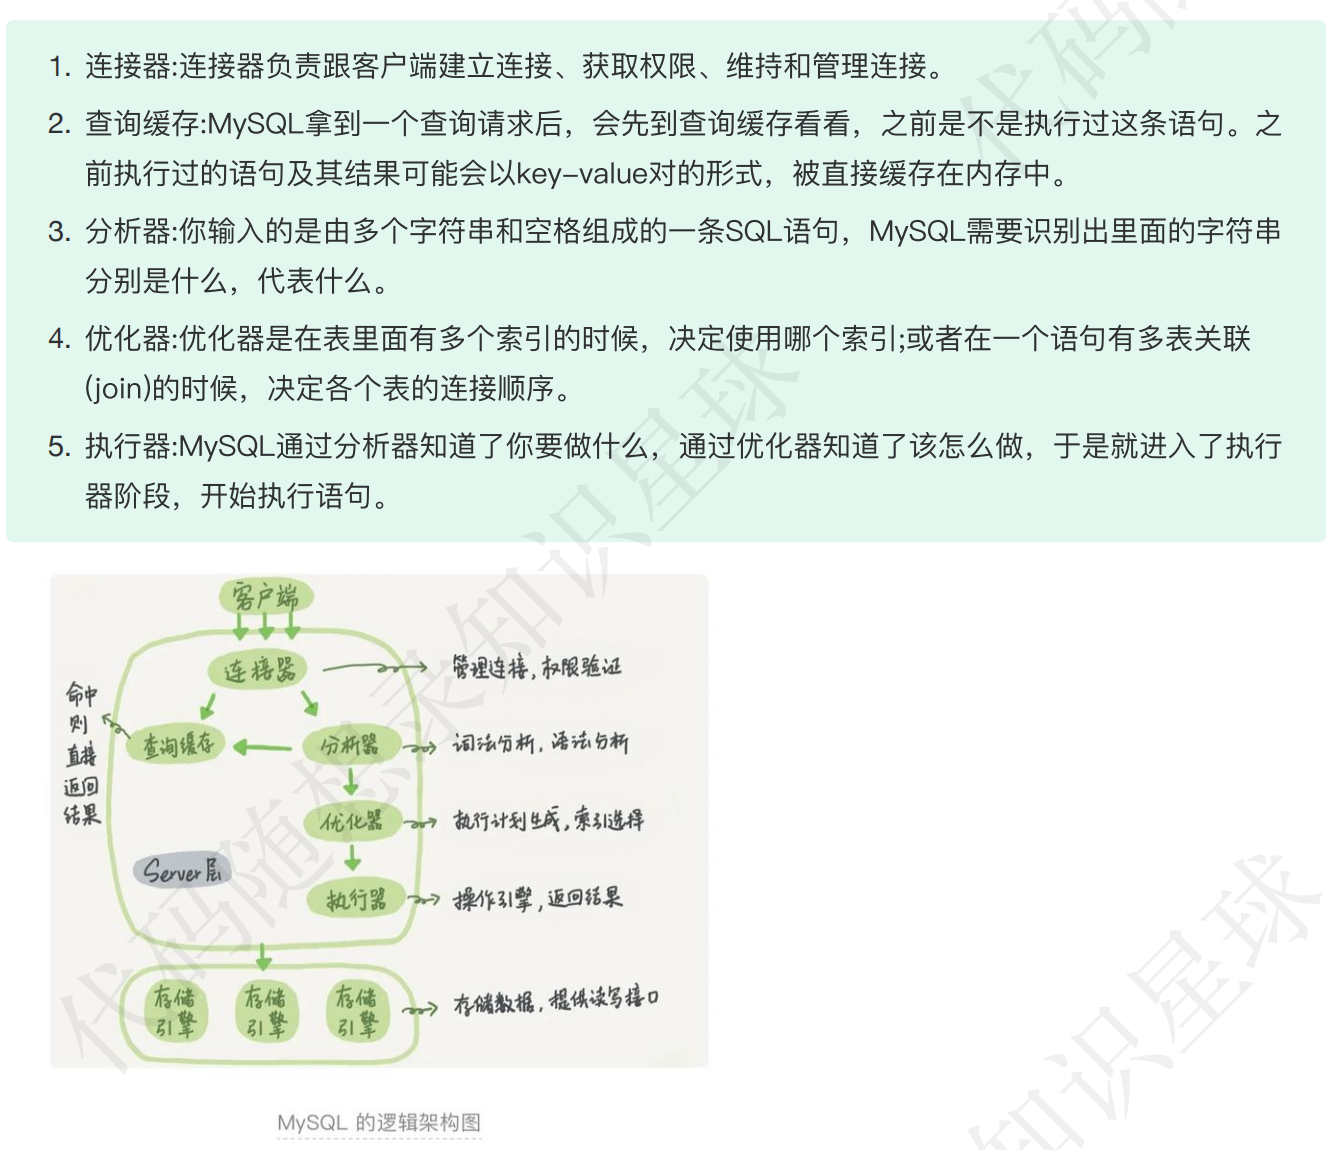 1. 连接器:连接器负责跟客户端建立连接、获取权限、维持和管理连接。
2. 查询缓存:MySQL拿到一个查询请求后，会先到查询缓存看看，之前是不是执行过这条语句。之
前执行过的语句及其结果可能会以key-value对的形式，被直接缓存在内存中。
3. 分析器:你输入的是由多个字符串和空格组成的一条SQL语句，MySQL需要识别出里面的字符串
分别是什么，代表什么。
4. 优化器:优化器是在表里面有多个索引的时候，决定使用哪个索引;或者在一个语句有多表关联
(join)的时候，决定各个表的连接顺序。
5. 执行器:MySQL通过分析器知道了你要做什么，通过优化器知道了该怎么做，于是就进入了执行
器阶段，开始执行语句。
客户端
连接器
管理连接，权限验证
命中
则
直接
返回
结果
查询缓存
分析器
词法分析，语法分析
优化器
执行计划生成，索引选择
Server层
执行器
操作引擎，返回结果
存储
引擎
存储
引擎
存储
引擎
存储数据，提供读写接口
MySQL 的逻辑架构图
代码随想录知识星球
代码
知识星球